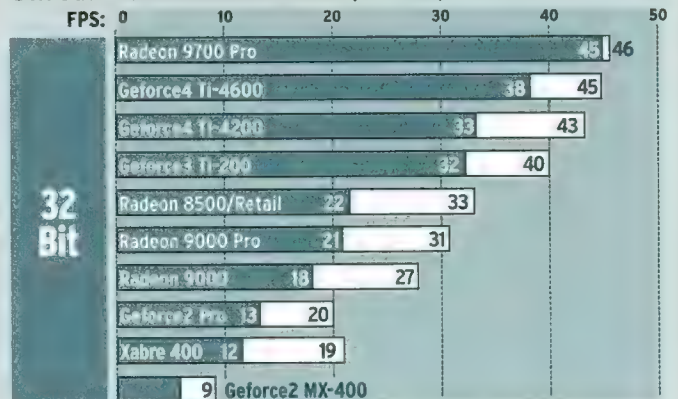 FPS: 0 10 20 30 40 50
32
Bit
Radeon 9700 Pro 45 46
Geforce4 Ti-4600 38 45
Geforce4 Ti-4200 33 43
Geforce3 Ti-200 32 40
Radeon 8500/Retail 22 33
Radeon 9000 Pro 21 31
Radeon 9000 18 27
Geforce2 Pro 13 20
Xabre 400 12 19
9 Geforce2 MX-400